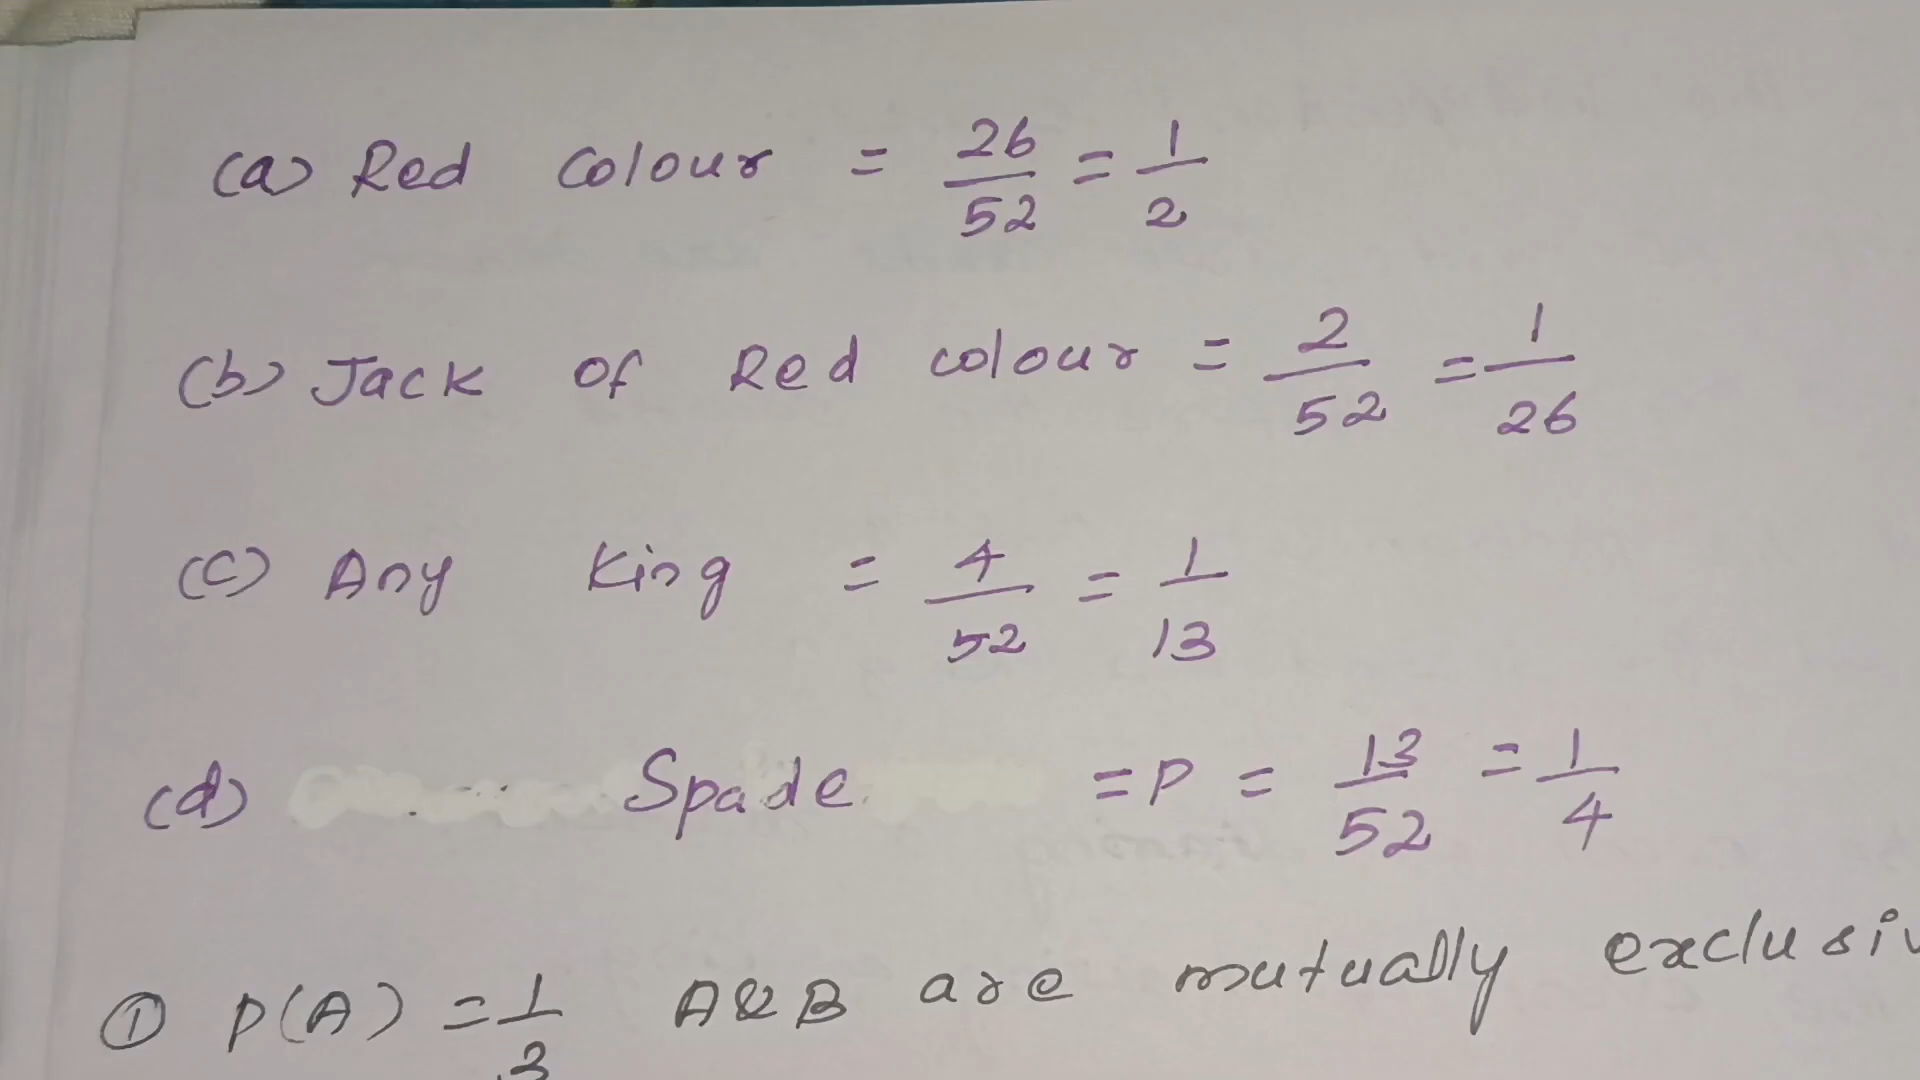 (a) Red Colour = 26/52 = 1/2
(b) Jack of Red colour = 2/52 = 1/26
(c) Any King = 4/52 = 1/13
(d) Spade = P = 13/52 = 1/4
① P(A) = 1/3 A & B are mutually exclusiv